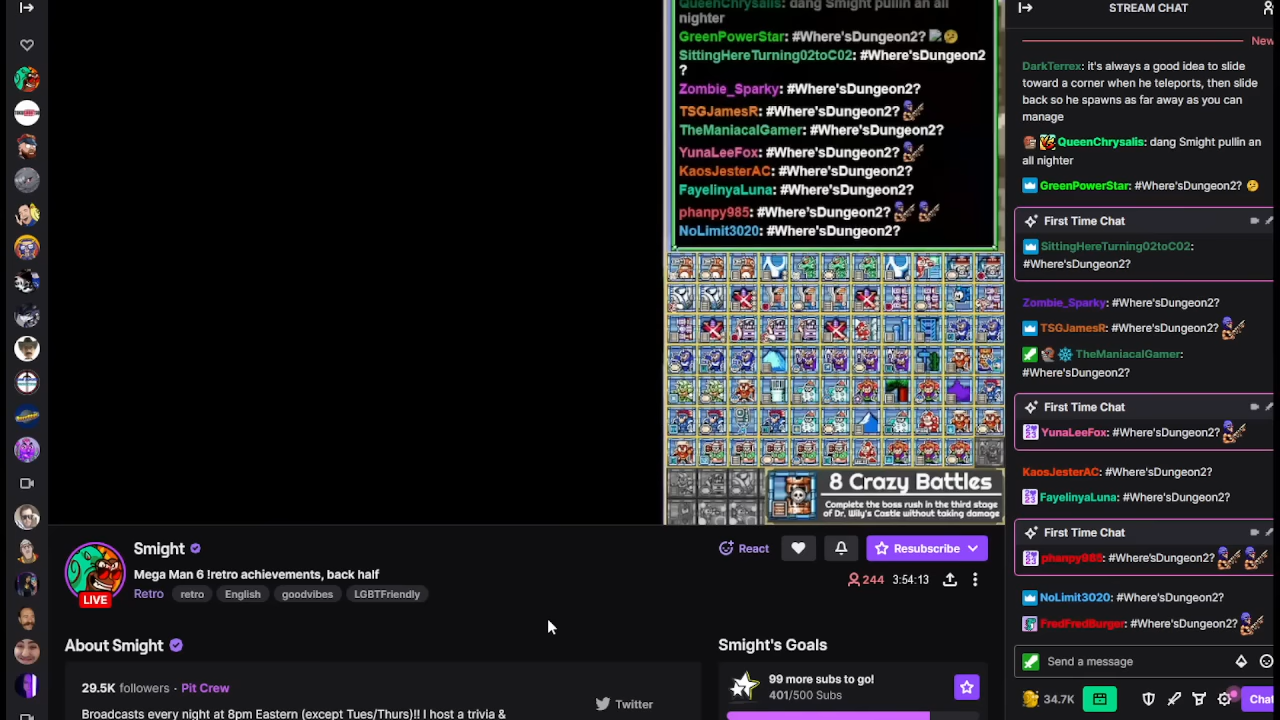 QueenChrysalis: dang Smight pullin an all
nighter
GreenPowerStar: #Where'sDungeon2?
SittingHereTurning02toC02: #Where'sDungeon2
?
Zombie_Sparky: #Where'sDungeon2?
TSGJamesR: #Where'sDungeon2?
TheManiacalGamer: #Where'sDungeon2?
YunaLeeFox: #Where'sDungeon2?
KaosJesterAC: #Where'sDungeon2?
FayelinyaLuna: #Where'sDungeon2?
phanpy985: #Where'sDungeon2?
NoLimit3020: #Where'sDungeon2?
8 Crazy Battles
Complete the boss rush in the third stage
of Dr. Wily's Castle without taking damage
Smight
Mega Man 6 !retro achievements, back half
Retro
retro
English
goodvibes
LGBTFriendly
LIVE
React
Resubscribe
244
3:54:13
About Smight
29.5K followers · Pit Crew
Twitter
Broadcasts every night at 8pm Eastern (except Tues/Thurs)!! I host a trivia &
Smight's Goals
99 more subs to go!
401/500 Subs
STREAM CHAT
New
DarkTerrex: it's always a good idea to slide
toward a corner when he teleports, then slide
back so he spawns as far away as you can
manage
QueenChrysalis: dang Smight pullin an
all nighter
GreenPowerStar: #Where'sDungeon2?
First Time Chat
SittingHereTurning02toC02:
#Where'sDungeon2?
Zombie_Sparky: #Where'sDungeon2?
TSGJamesR: #Where'sDungeon2?
TheManiacalGamer:
#Where'sDungeon2?
First Time Chat
YunaLeeFox: #Where'sDungeon2?
KaosJesterAC: #Where'sDungeon2?
FayelinyaLuna: #Where'sDungeon2?
First Time Chat
phanpy985: #Where'sDungeon2?
NoLimit3020: #Where'sDungeon2?
FredFredBurger: #Where'sDungeon2?
Send a message
34.7K
Chat